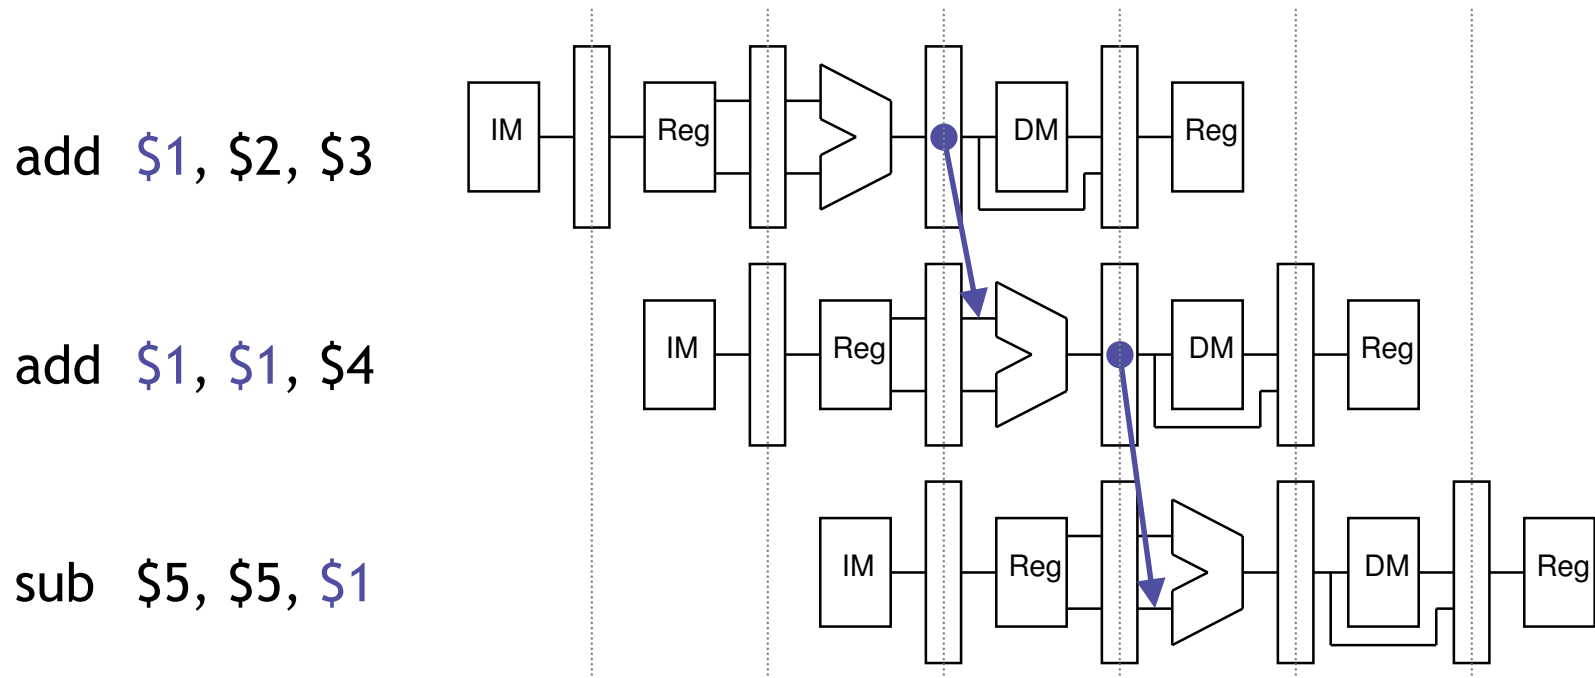 add $1, $2, $3 IM Reg DM Reg
add $1, $1, $4 IM Reg DM Reg
sub $5, $5, $1 IM Reg DM Reg